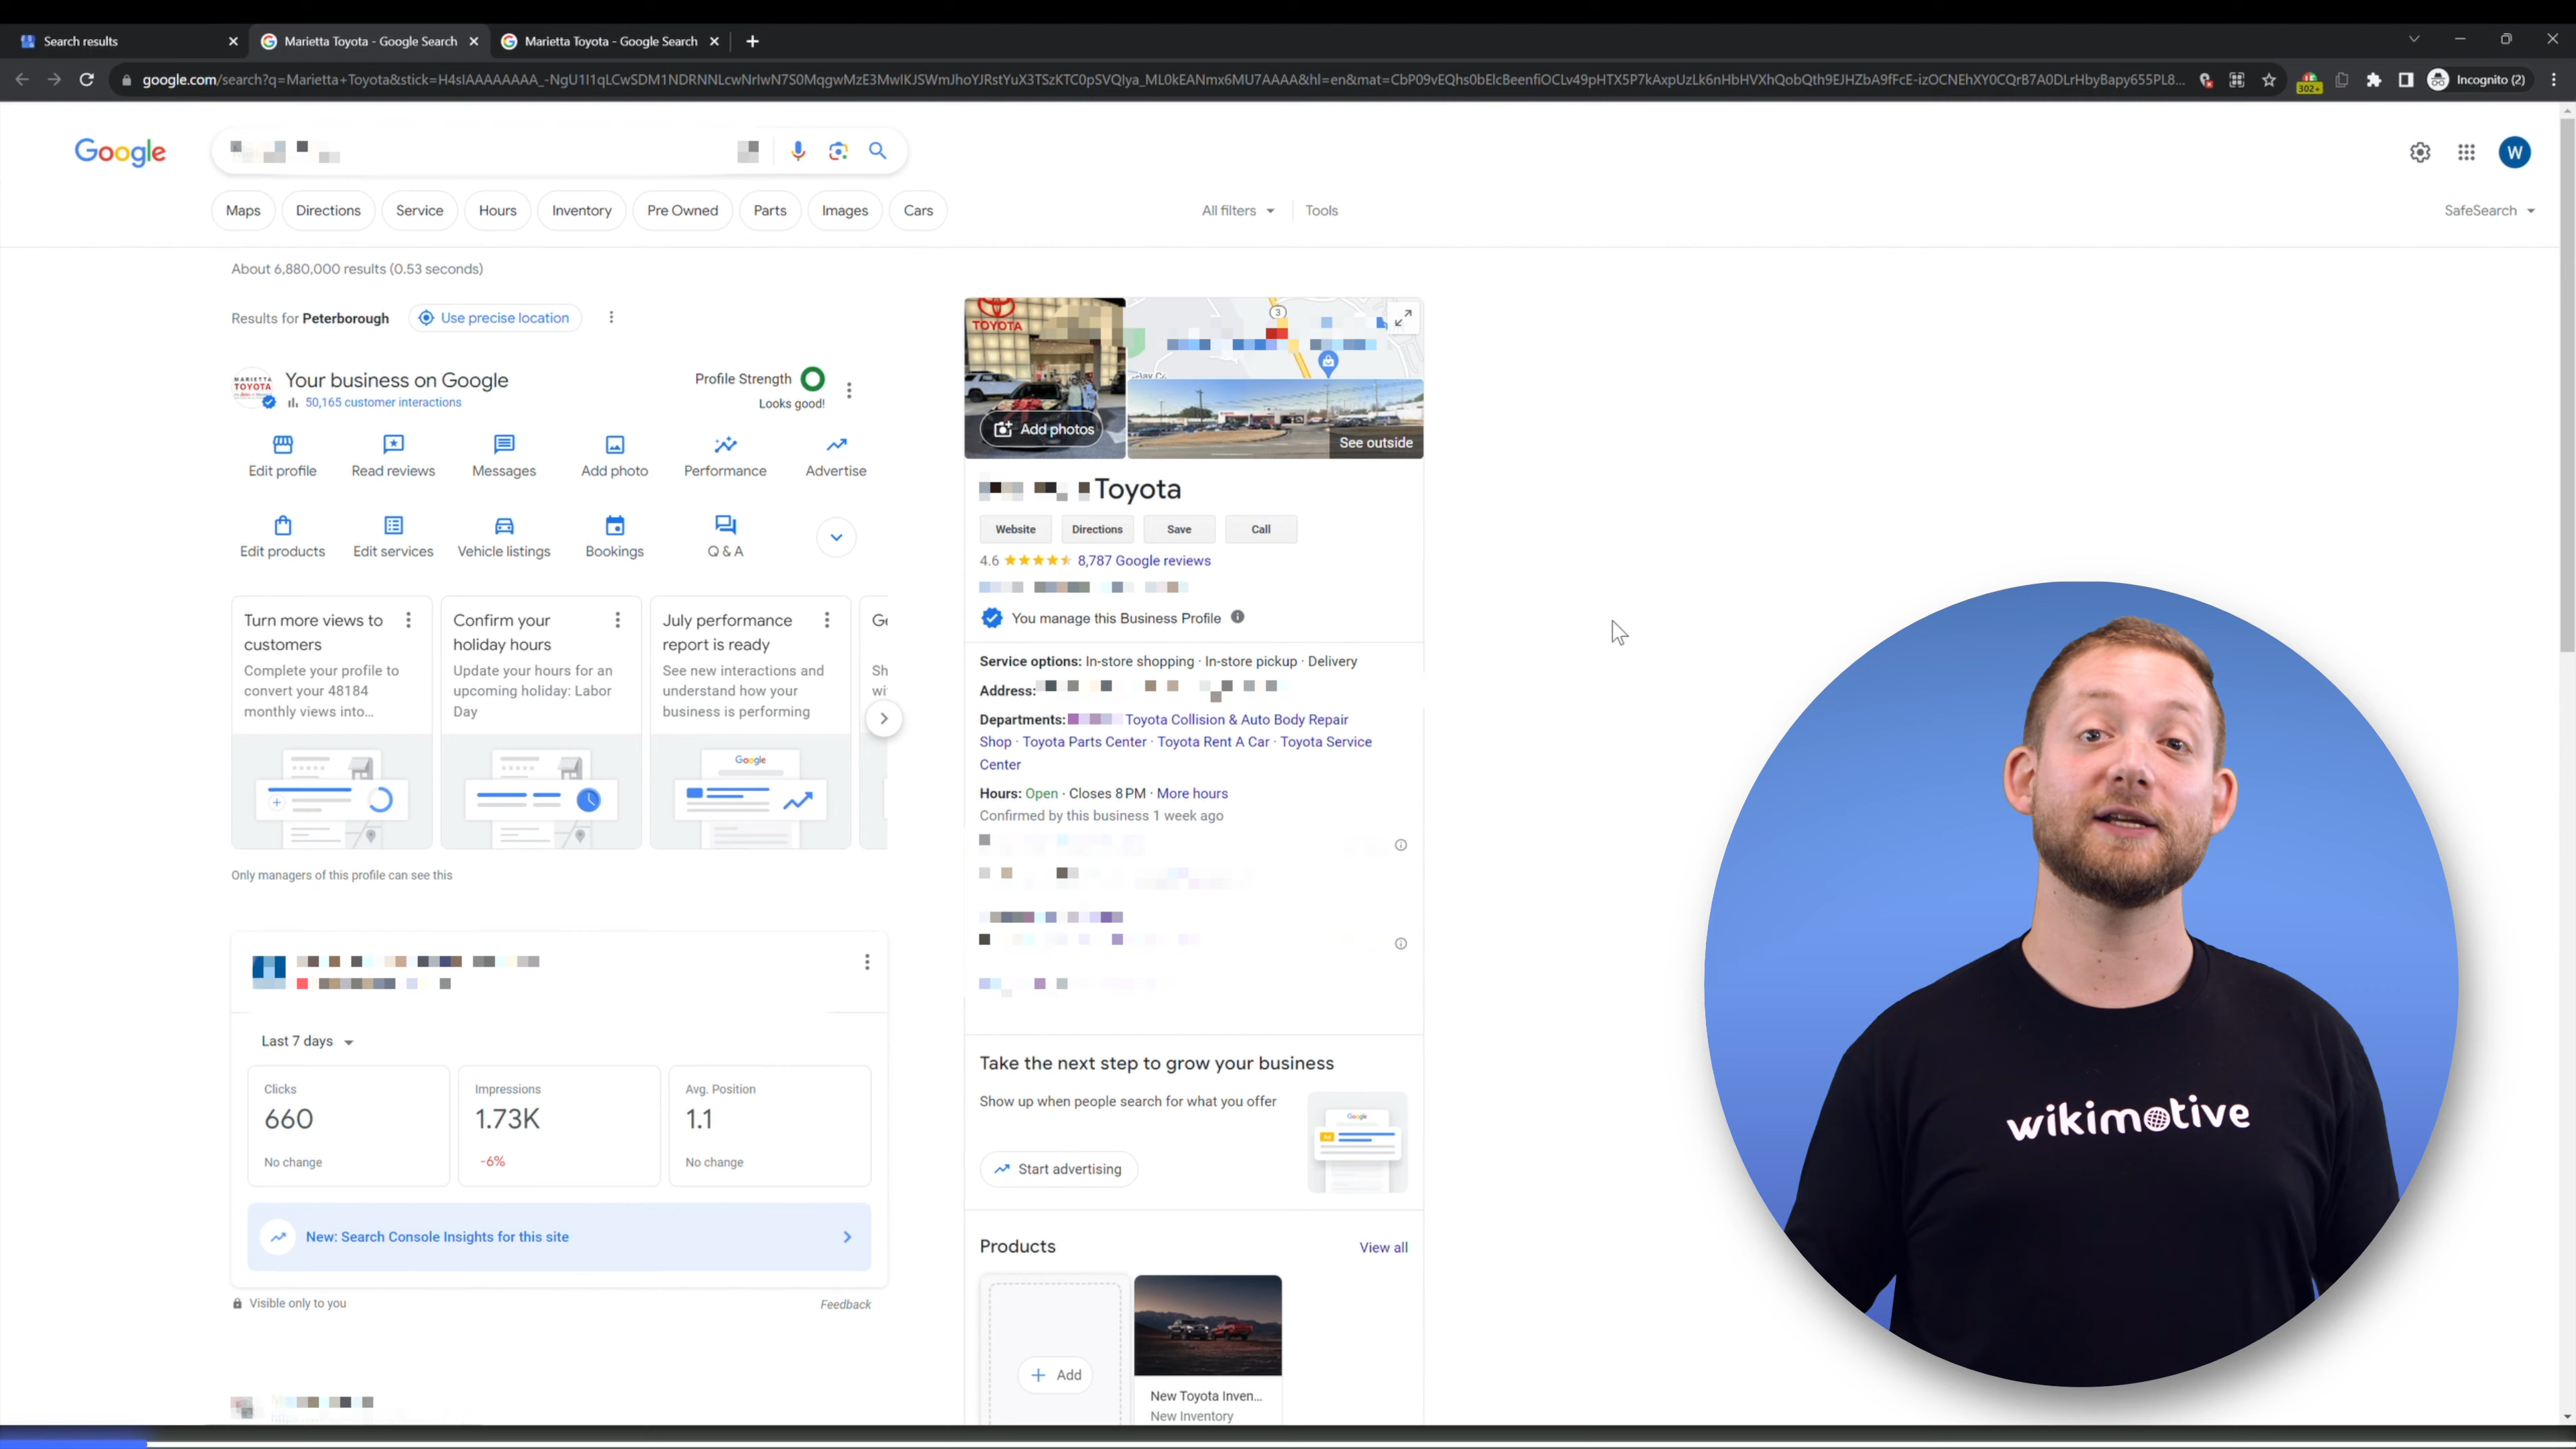 Search results
Marietta Toyota - Google Search
Marietta Toyota - Google Search
Incognito (2)
302+
Google
W
Maps
Directions
Service
Hours
Inventory
Pre Owned
Parts
Images
Cars
All filters
Tools
SafeSearch
About 6,880,000 results (0.53 seconds)
Results for Peterborough
Use precise location
MARIETTA
TOYOTA
Your business on Google
50,165 customer interactions
Profile Strength
Looks good!
Edit profile
Read reviews
Messages
Add photo
Performance
Advertise
Edit products
Edit services
Vehicle listings
Bookings
Q & A
Turn more views to
customers
Complete your profile to
convert your 48184
monthly views into...
Confirm your
holiday hours
Update your hours for an
upcoming holiday: Labor
Day
July performance
report is ready
See new interactions and
understand how your
business is performing
Google
Only managers of this profile can see this
Last 7 days
Clicks
660
No change
Impressions
1.73K
-6%
Avg. Position
1.1
No change
New: Search Console Insights for this site
Visible only to you
Feedback
TOYOTA
3
Add photos
See outside
Toyota
Website
Directions
Save
Call
4.6
8,787 Google reviews
You manage this Business Profile
Service options: In-store shopping · In-store pickup · Delivery
Address:
Departments: Toyota Collision & Auto Body Repair
Shop · Toyota Parts Center · Toyota Rent A Car · Toyota Service
Center
Hours: Open · Closes 8 PM · More hours
Confirmed by this business 1 week ago
Take the next step to grow your business
Show up when people search for what you offer
Google
Ad
Start advertising
Products
View all
Add
New Toyota Inven...
New Inventory
wikimotive